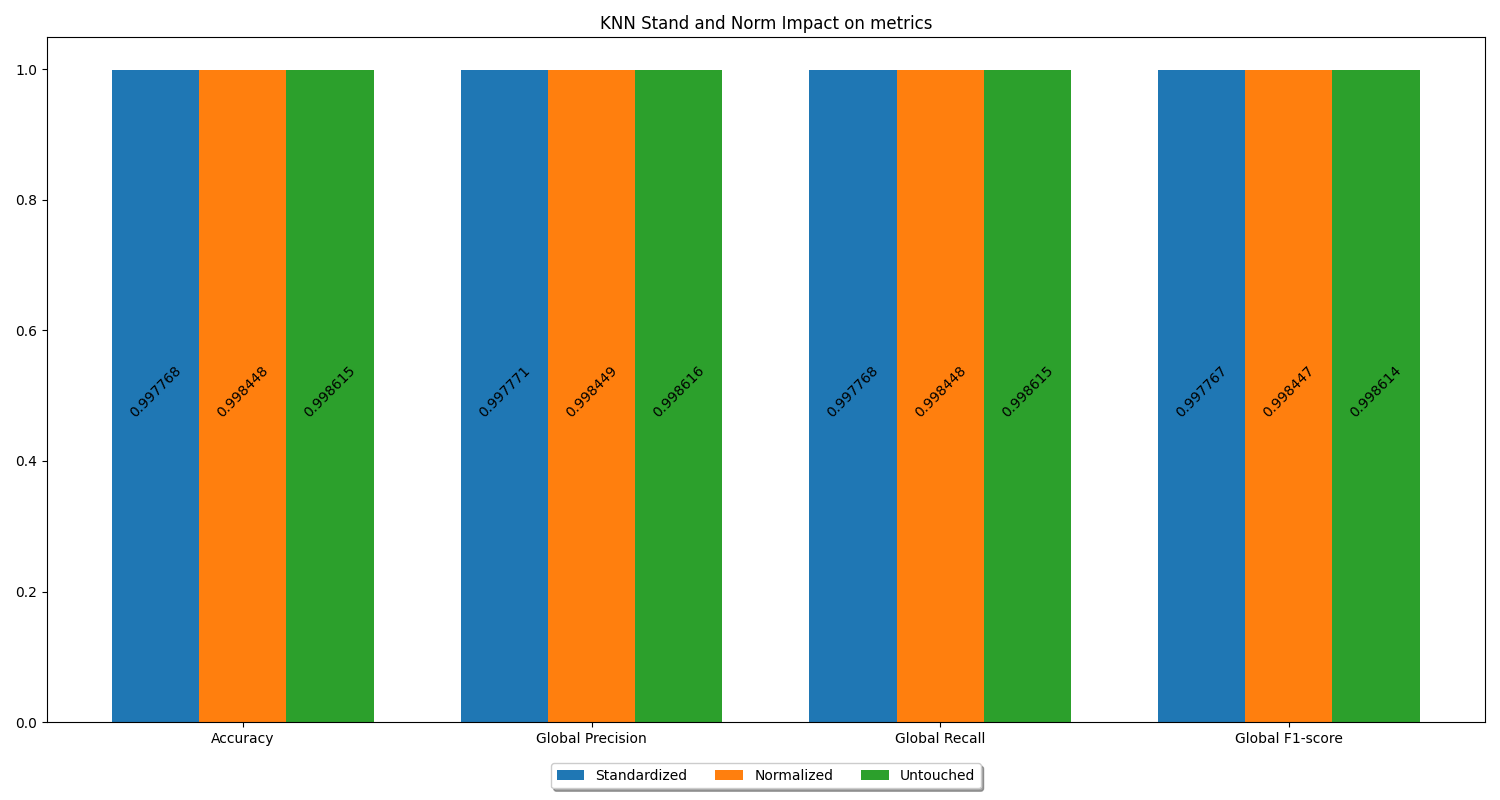 KNN Stand and Norm Impact on metrics
1.0
0.8
0.6
0.4
0.2
0.0
0.997768
0.998448
0.998615
0.997771
0.998449
0.998616
0.997768
0.998448
0.998615
0.997767
0.998447
0.998614
Accuracy
Global Precision
Global Recall
Global F1-score
Standardized
Normalized
Untouched